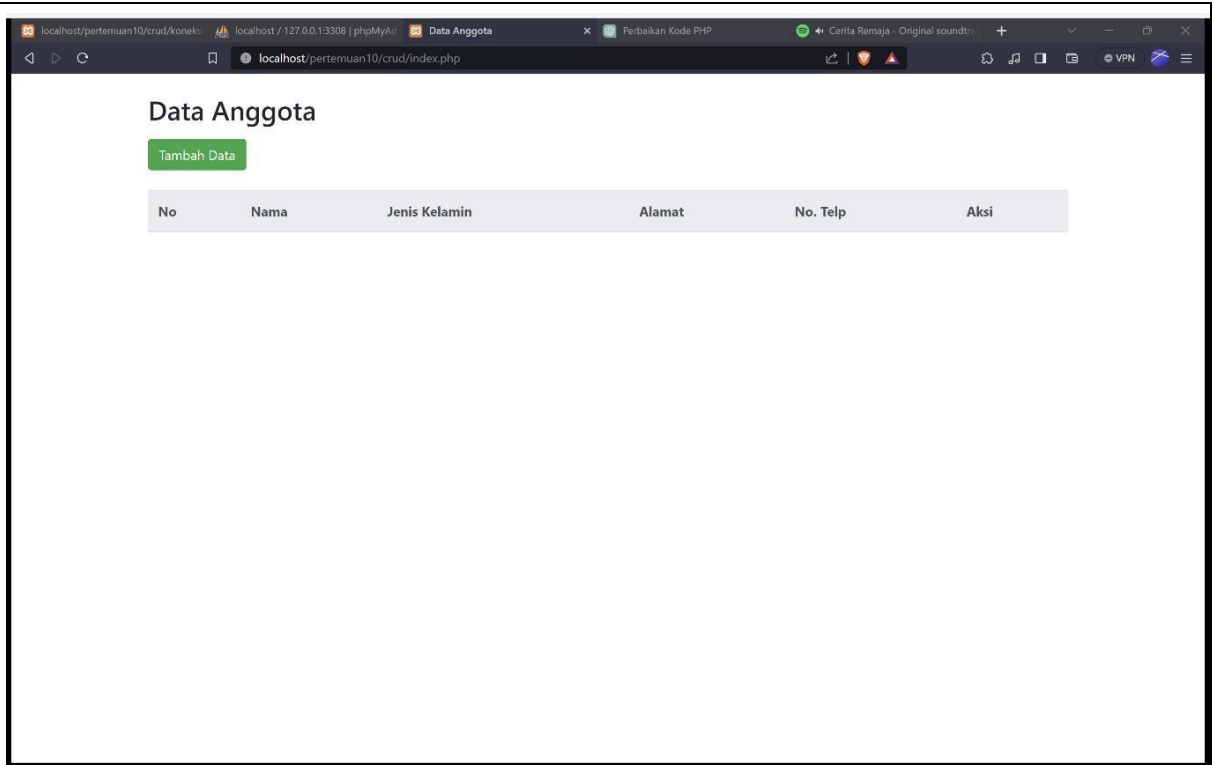 localhost/pertemuan10/crud/koneks
localhost / 127.0.0.1:3308 | phpMyAd
Data Anggota
Perbaikan Kode PHP
Cerita Remaja - Original soundtra
localhost/pertemuan10/crud/index.php
VPN
Data Anggota
Tambah Data
No Nama Jenis Kelamin Alamat No. Telp Aksi